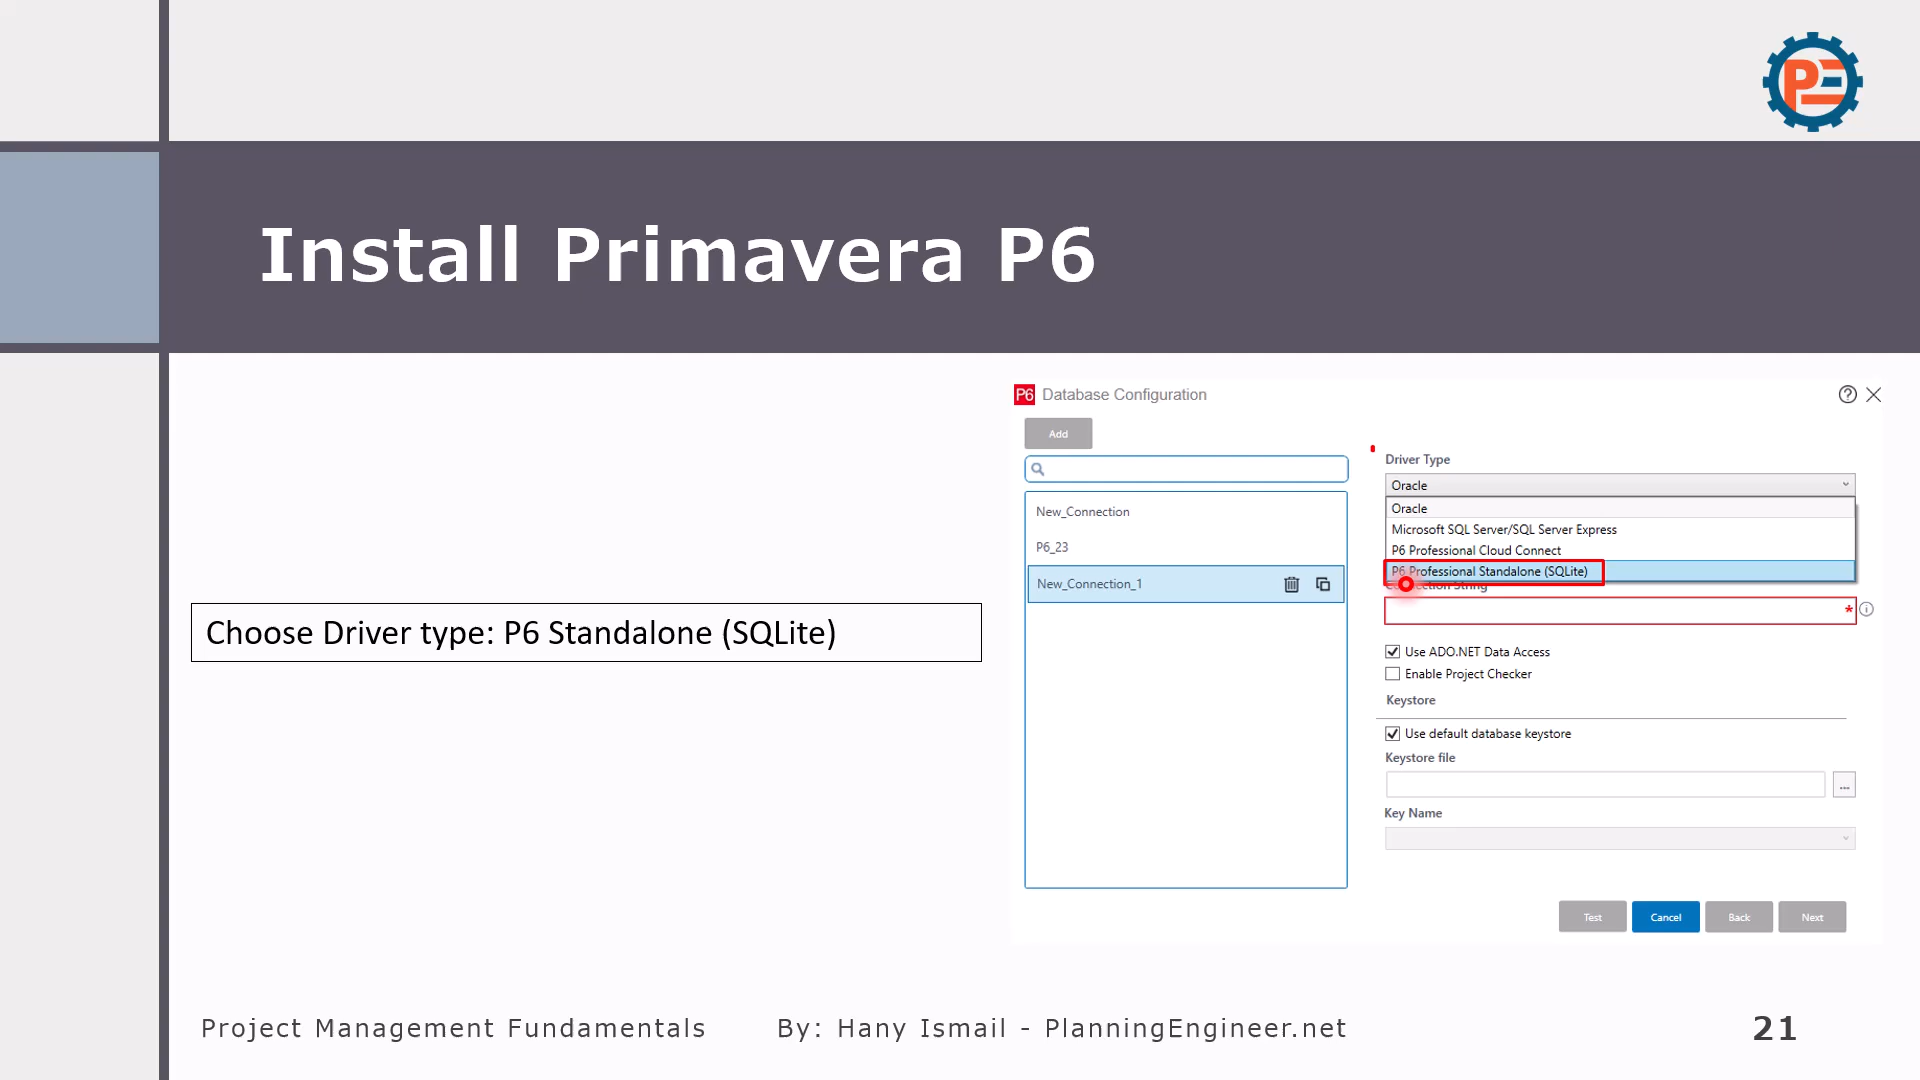 PE
Install Primavera P6
Choose Driver type: P6 Standalone (SQLite)
P6 Database Configuration
Add
New_Connection
P6_23
New_Connection_1
Driver Type
Oracle
Oracle
Microsoft SQL Server/SQL Server Express
P6 Professional Cloud Connect
P6 Professional Standalone (SQLite)
String
*
Use ADO.NET Data Access
Enable Project Checker
Keystore
Use default database keystore
Keystore file
...
Key Name
Test Cancel Back Next
Project Management Fundamentals By: Hany Ismail - PlanningEngineer.net 21